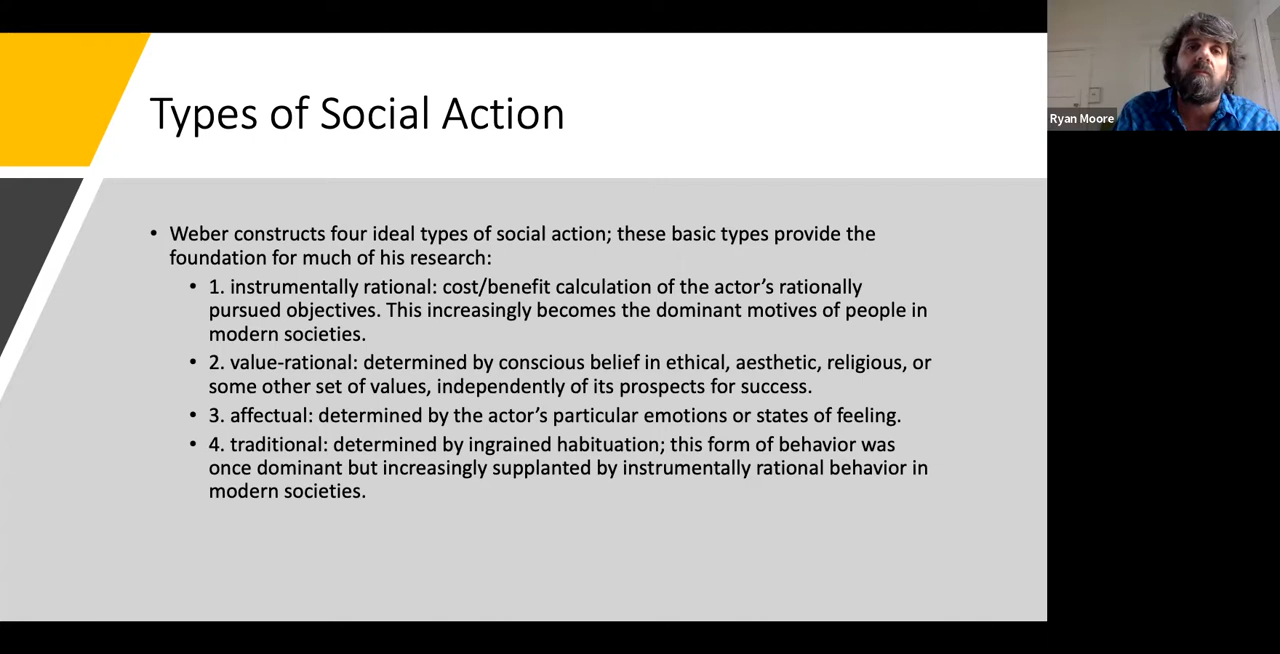 Types of Social Action
Ryan Moore
• Weber constructs four ideal types of social action; these basic types provide the
foundation for much of his research:
• 1. instrumentally rational: cost/benefit calculation of the actor’s rationally
pursued objectives. This increasingly becomes the dominant motives of people in
modern societies.
• 2. value-rational: determined by conscious belief in ethical, aesthetic, religious, or
some other set of values, independently of its prospects for success.
• 3. affectual: determined by the actor’s particular emotions or states of feeling.
• 4. traditional: determined by ingrained habituation; this form of behavior was
once dominant but increasingly supplanted by instrumentally rational behavior in
modern societies.